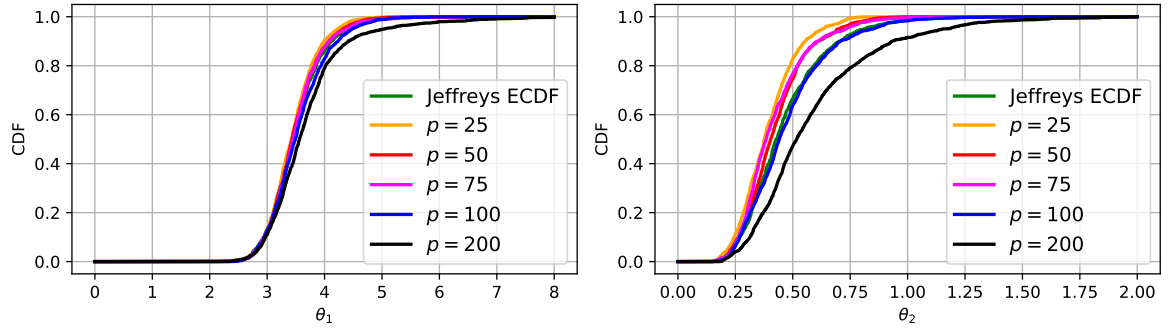 1.0
0.8
0.6
0.4
0.2
0.0
CDF
0 1 2 3 4 5 6 7 8
θ1
Jeffreys ECDF
p = 25
p = 50
p = 75
p = 100
p = 200
1.0
0.8
0.6
0.4
0.2
0.0
CDF
0.00 0.25 0.50 0.75 1.00 1.25 1.50 1.75 2.00
θ2
Jeffreys ECDF
p = 25
p = 50
p = 75
p = 100
p = 200